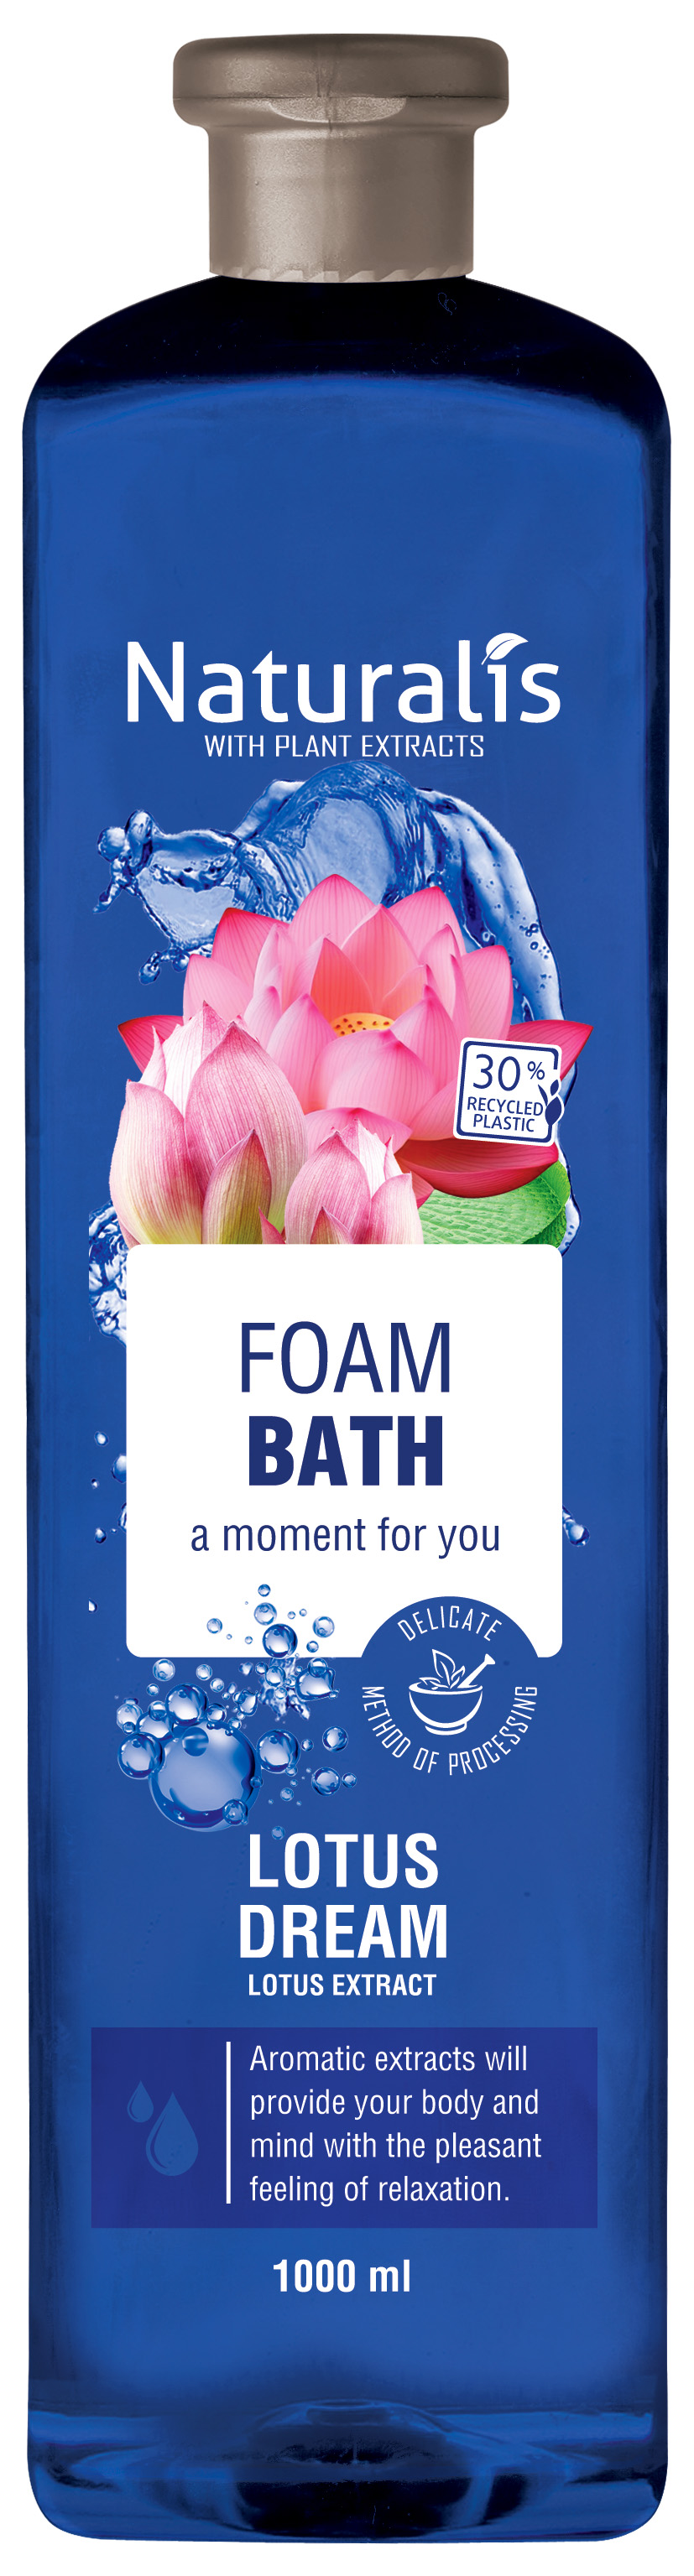 Naturalis
WITH PLANT EXTRACTS
30%
RECYCLED
PLASTIC
FOAM
BATH
a moment for you
DELICATE
METHOD OF PROCESSING
LOTUS
DREAM
LOTUS EXTRACT
Aromatic extracts will
provide your body and
mind with the pleasant
feeling of relaxation.
1000 ml